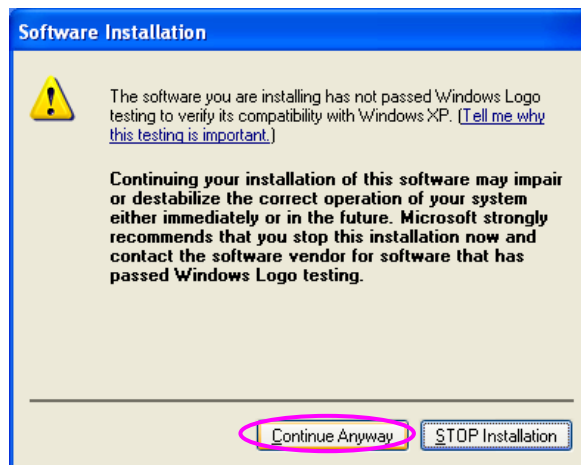 Software Installation
The software you are installing has not passed Windows Logo
testing to verify its compatibility with Windows XP. (Tell me why
this testing is important.)
Continuing your installation of this software may impair
or destabilize the correct operation of your system
either immediately or in the future. Microsoft strongly
recommends that you stop this installation now and
contact the software vendor for software that has
passed Windows Logo testing.
Continue Anyway
STOP Installation